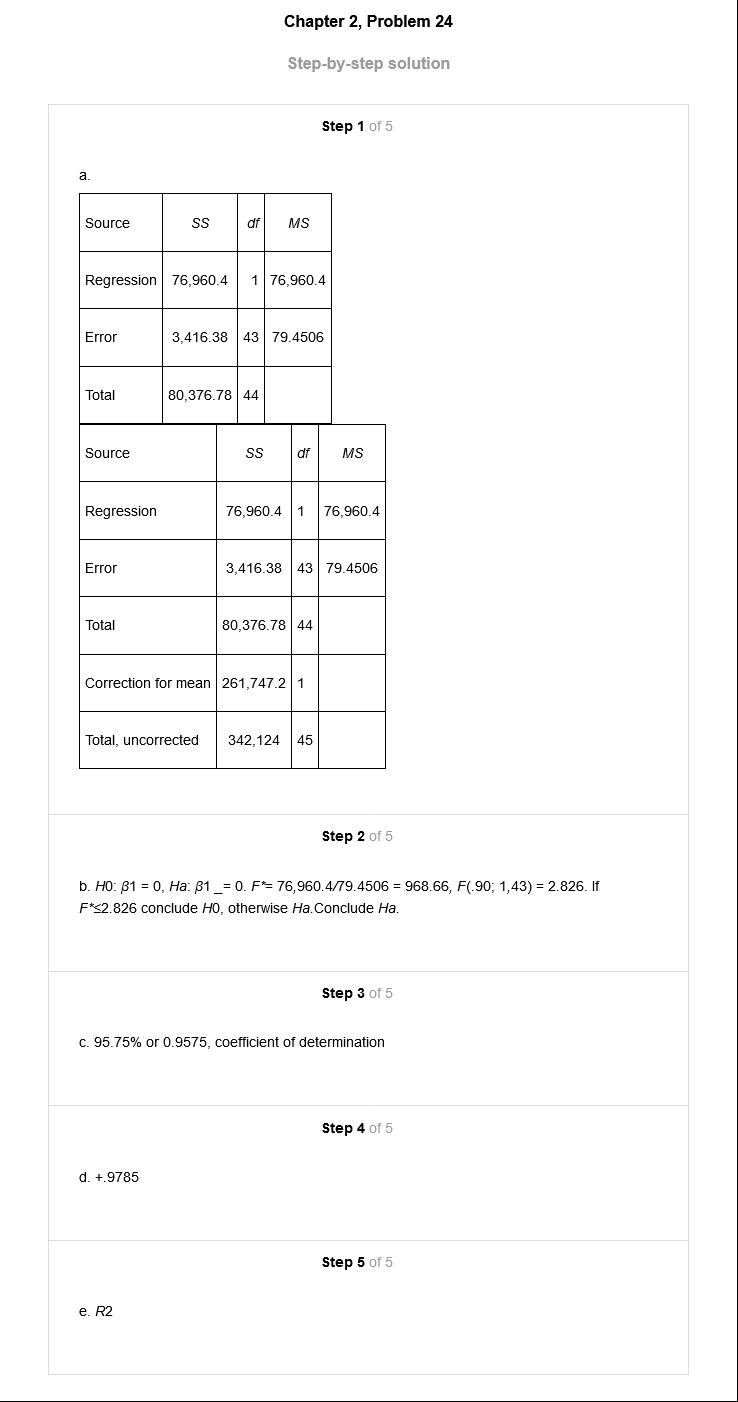 Chapter 2, Problem 24
Step-by-step solution
Step 1 of 5
a.
Source SS df MS
Regression 76,960.4 1 76,960.4
Error 3,416.38 43 79.4506
Total 80,376.78 44
Source SS df MS
Regression 76,960.4 1 76,960.4
Error 3,416.38 43 79.4506
Total 80,376.78 44
Correction for mean 261,747.2 1
Total, uncorrected 342,124 45
Step 2 of 5
b. H0: β1 = 0, Ha: β1 _= 0. F*= 76,960.4/79.4506 = 968.66, F(.90; 1,43) = 2.826. If
F*≤2.826 conclude H0, otherwise Ha.Conclude Ha.
Step 3 of 5
c. 95.75% or 0.9575, coefficient of determination
Step 4 of 5
d. +.9785
Step 5 of 5
e. R2